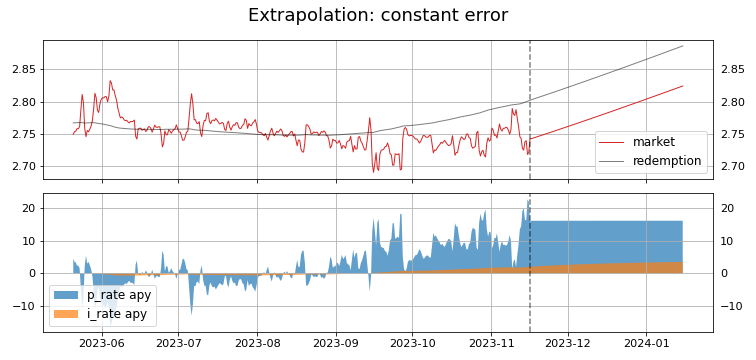 Extrapolation: constant error
2.85 2.85
2.80 2.80
2.75 2.75
2.70 2.70
market
redemption
20 20
10 10
0 0
−10 −10
p_rate apy
i_rate apy
2023-06 2023-07 2023-08 2023-09 2023-10 2023-11 2023-12 2024-01